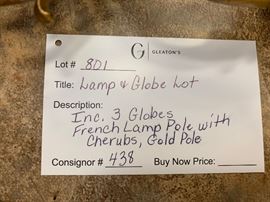 G GLEATON'S
Lot # 801
Title: Lamp & Globe Lot
Description:
Inc. 3 Globes
French Lamp Pole, with
Cherubs, Gold Pole
Consignor # 438 Buy Now Price: